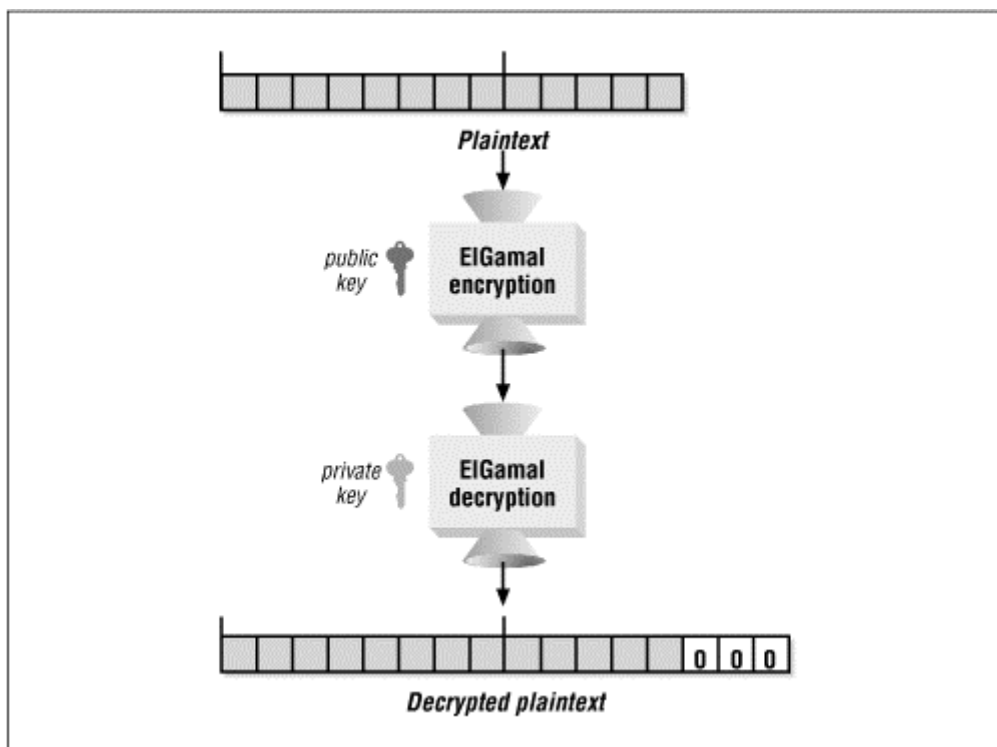 Plaintext
public
key
ElGamal
encryption
private
key
ElGamal
decryption
0 0 0
Decrypted plaintext